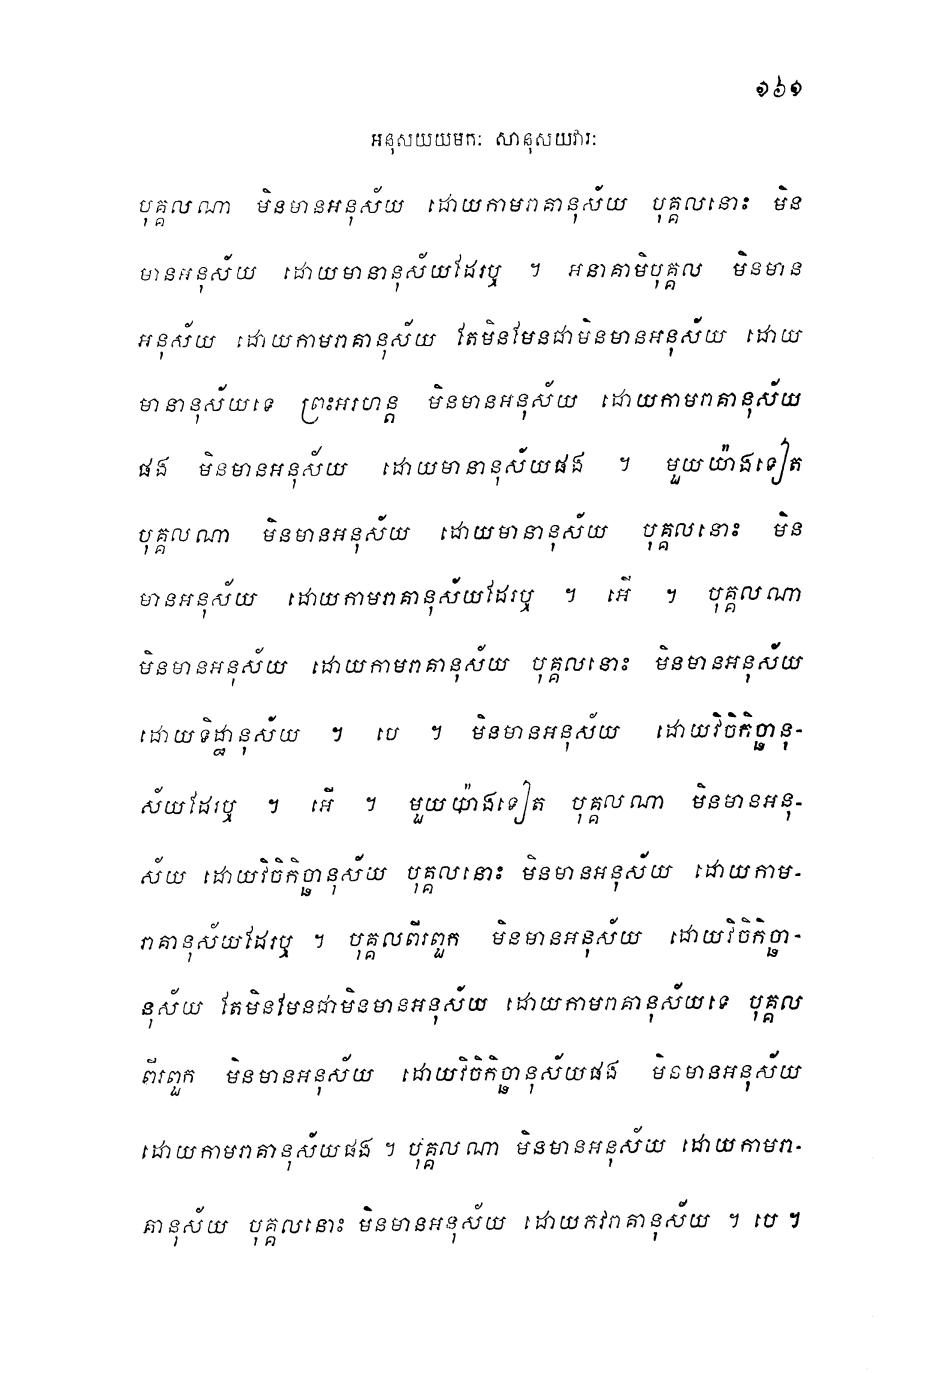 ១៦១
អនុសយយមកៈ សានុសយវារៈ
បុគ្គលណា មិនមានអនុស័យ ដោយកាមរាគានុស័យ បុគ្គលនោះ មិន
មានអនុស័យ ដោយមានានុស័យដែរឬ ។ អនាគាមិបុគ្គល មិនមាន
អនុស័យ ដោយកាមរាគានុស័យ តែមិនមែនជាមិនមានអនុស័យ ដោយ
មានានុស័យទេ ព្រះអរហន្ត មិនមានអនុស័យ ដោយកាមរាគានុស័យ
ផង មិនមានអនុស័យ ដោយមានានុស័យផង ។ មួយយ៉ាងទៀត
បុគ្គលណា មិនមានអនុស័យ ដោយមានានុស័យ បុគ្គលនោះ មិន
មានអនុស័យ ដោយកាមរាគានុស័យដែរឬ ។ អើ ។ បុគ្គលណា
មិនមានអនុស័យ ដោយកាមរាគានុស័យ បុគ្គលនោះ មិនមានអនុស័យ
ដោយទិដ្ឋានុស័យ ។ បេ ។ មិនមានអនុស័យ ដោយវិចិកិច្ឆានុ-
ស័យដែរឬ ។ អើ ។ មួយយ៉ាងទៀត បុគ្គលណា មិនមានអនុ-
ស័យ ដោយវិចិកិច្ឆានុស័យ បុគ្គលនោះ មិនមានអនុស័យ ដោយកាម-
រាគានុស័យដែរឬ ។ បុគ្គលពីរពួក មិនមានអនុស័យ ដោយវិចិកិច្ឆា-
នុស័យ តែមិនមែនជាមិនមានអនុស័យ ដោយកាមរាគានុស័យទេ បុគ្គល
ពីរពួក មិនមានអនុស័យ ដោយវិចិកិច្ឆានុស័យផង មិនមានអនុស័យ
ដោយកាមរាគានុស័យផង ។ បុគ្គលណា មិនមានអនុស័យ ដោយកាមរា-
គានុស័យ បុគ្គលនោះ មិនមានអនុស័យ ដោយភវរាគានុស័យ ។ បេ ។